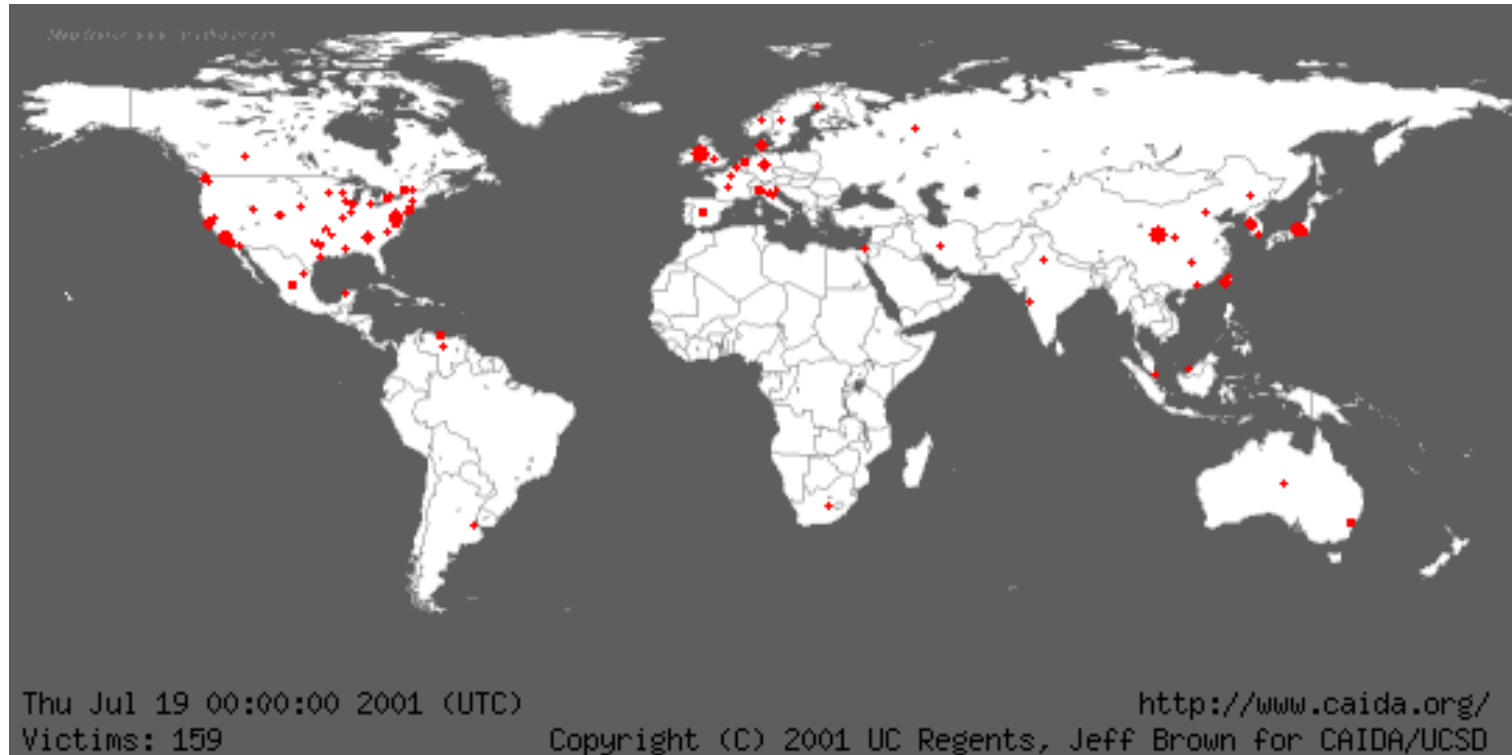 Thu Jul 19 00:00:00 2001 (UTC)
http://www.caida.org/
Victims: 159
Copyright (C) 2001 UC Regents, Jeff Brown for CAIDA/UCSD